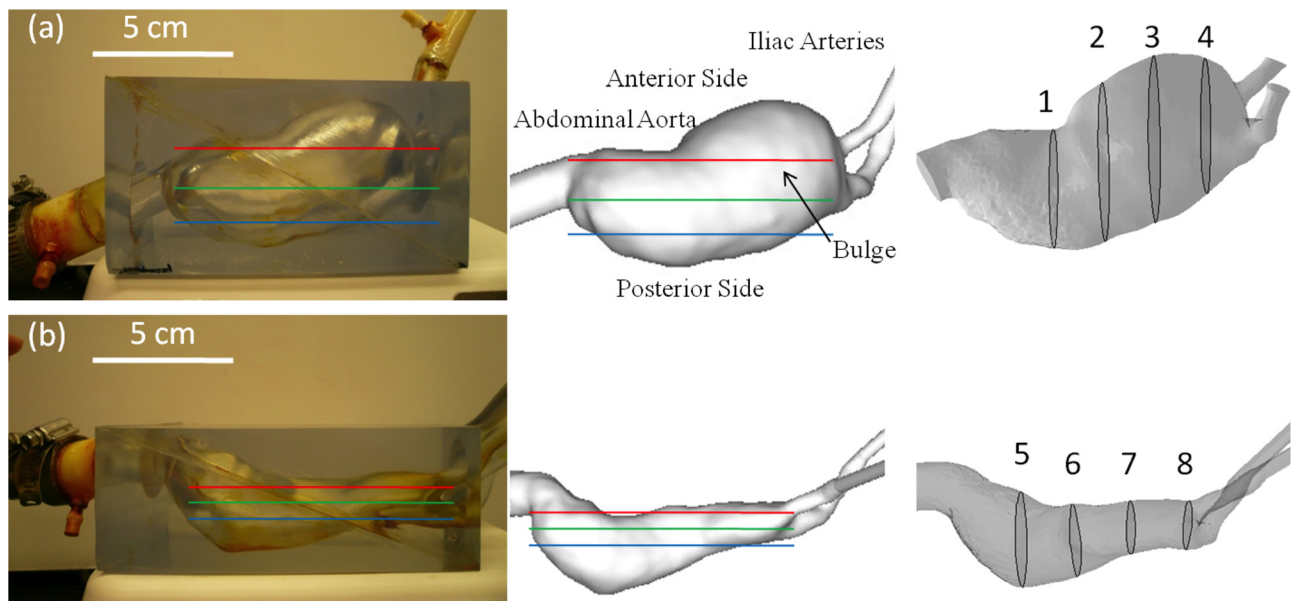 (a)
5 cm
Iliac Arteries
Anterior Side
Abdominal Aorta
Bulge
Posterior Side
1
2
3
4
(b)
5 cm
5
6
7
8